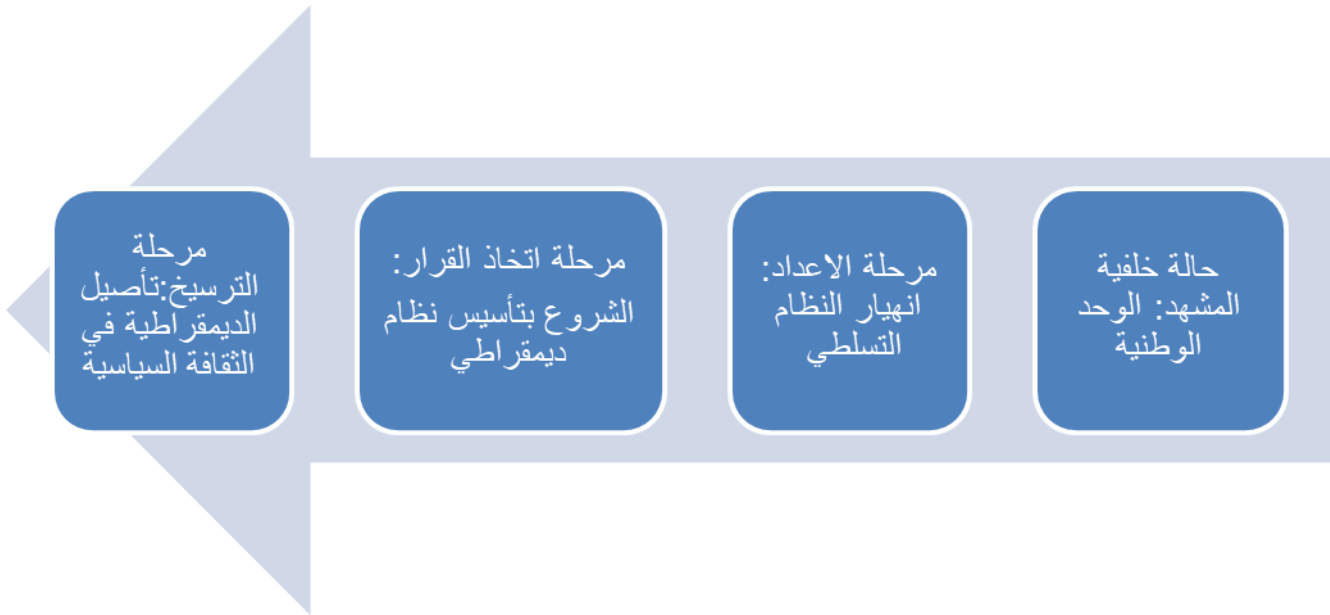 حالة خلفية
المشهد: الوحد
الوطنية
مرحلة الاعداد:
انهيار النظام
التسلطي
مرحلة اتخاذ القرار:
الشروع بتأسيس نظام
ديمقراطي
مرحلة
الترسيخ:تأصيل
الديمقراطية في
الثقافة السياسية